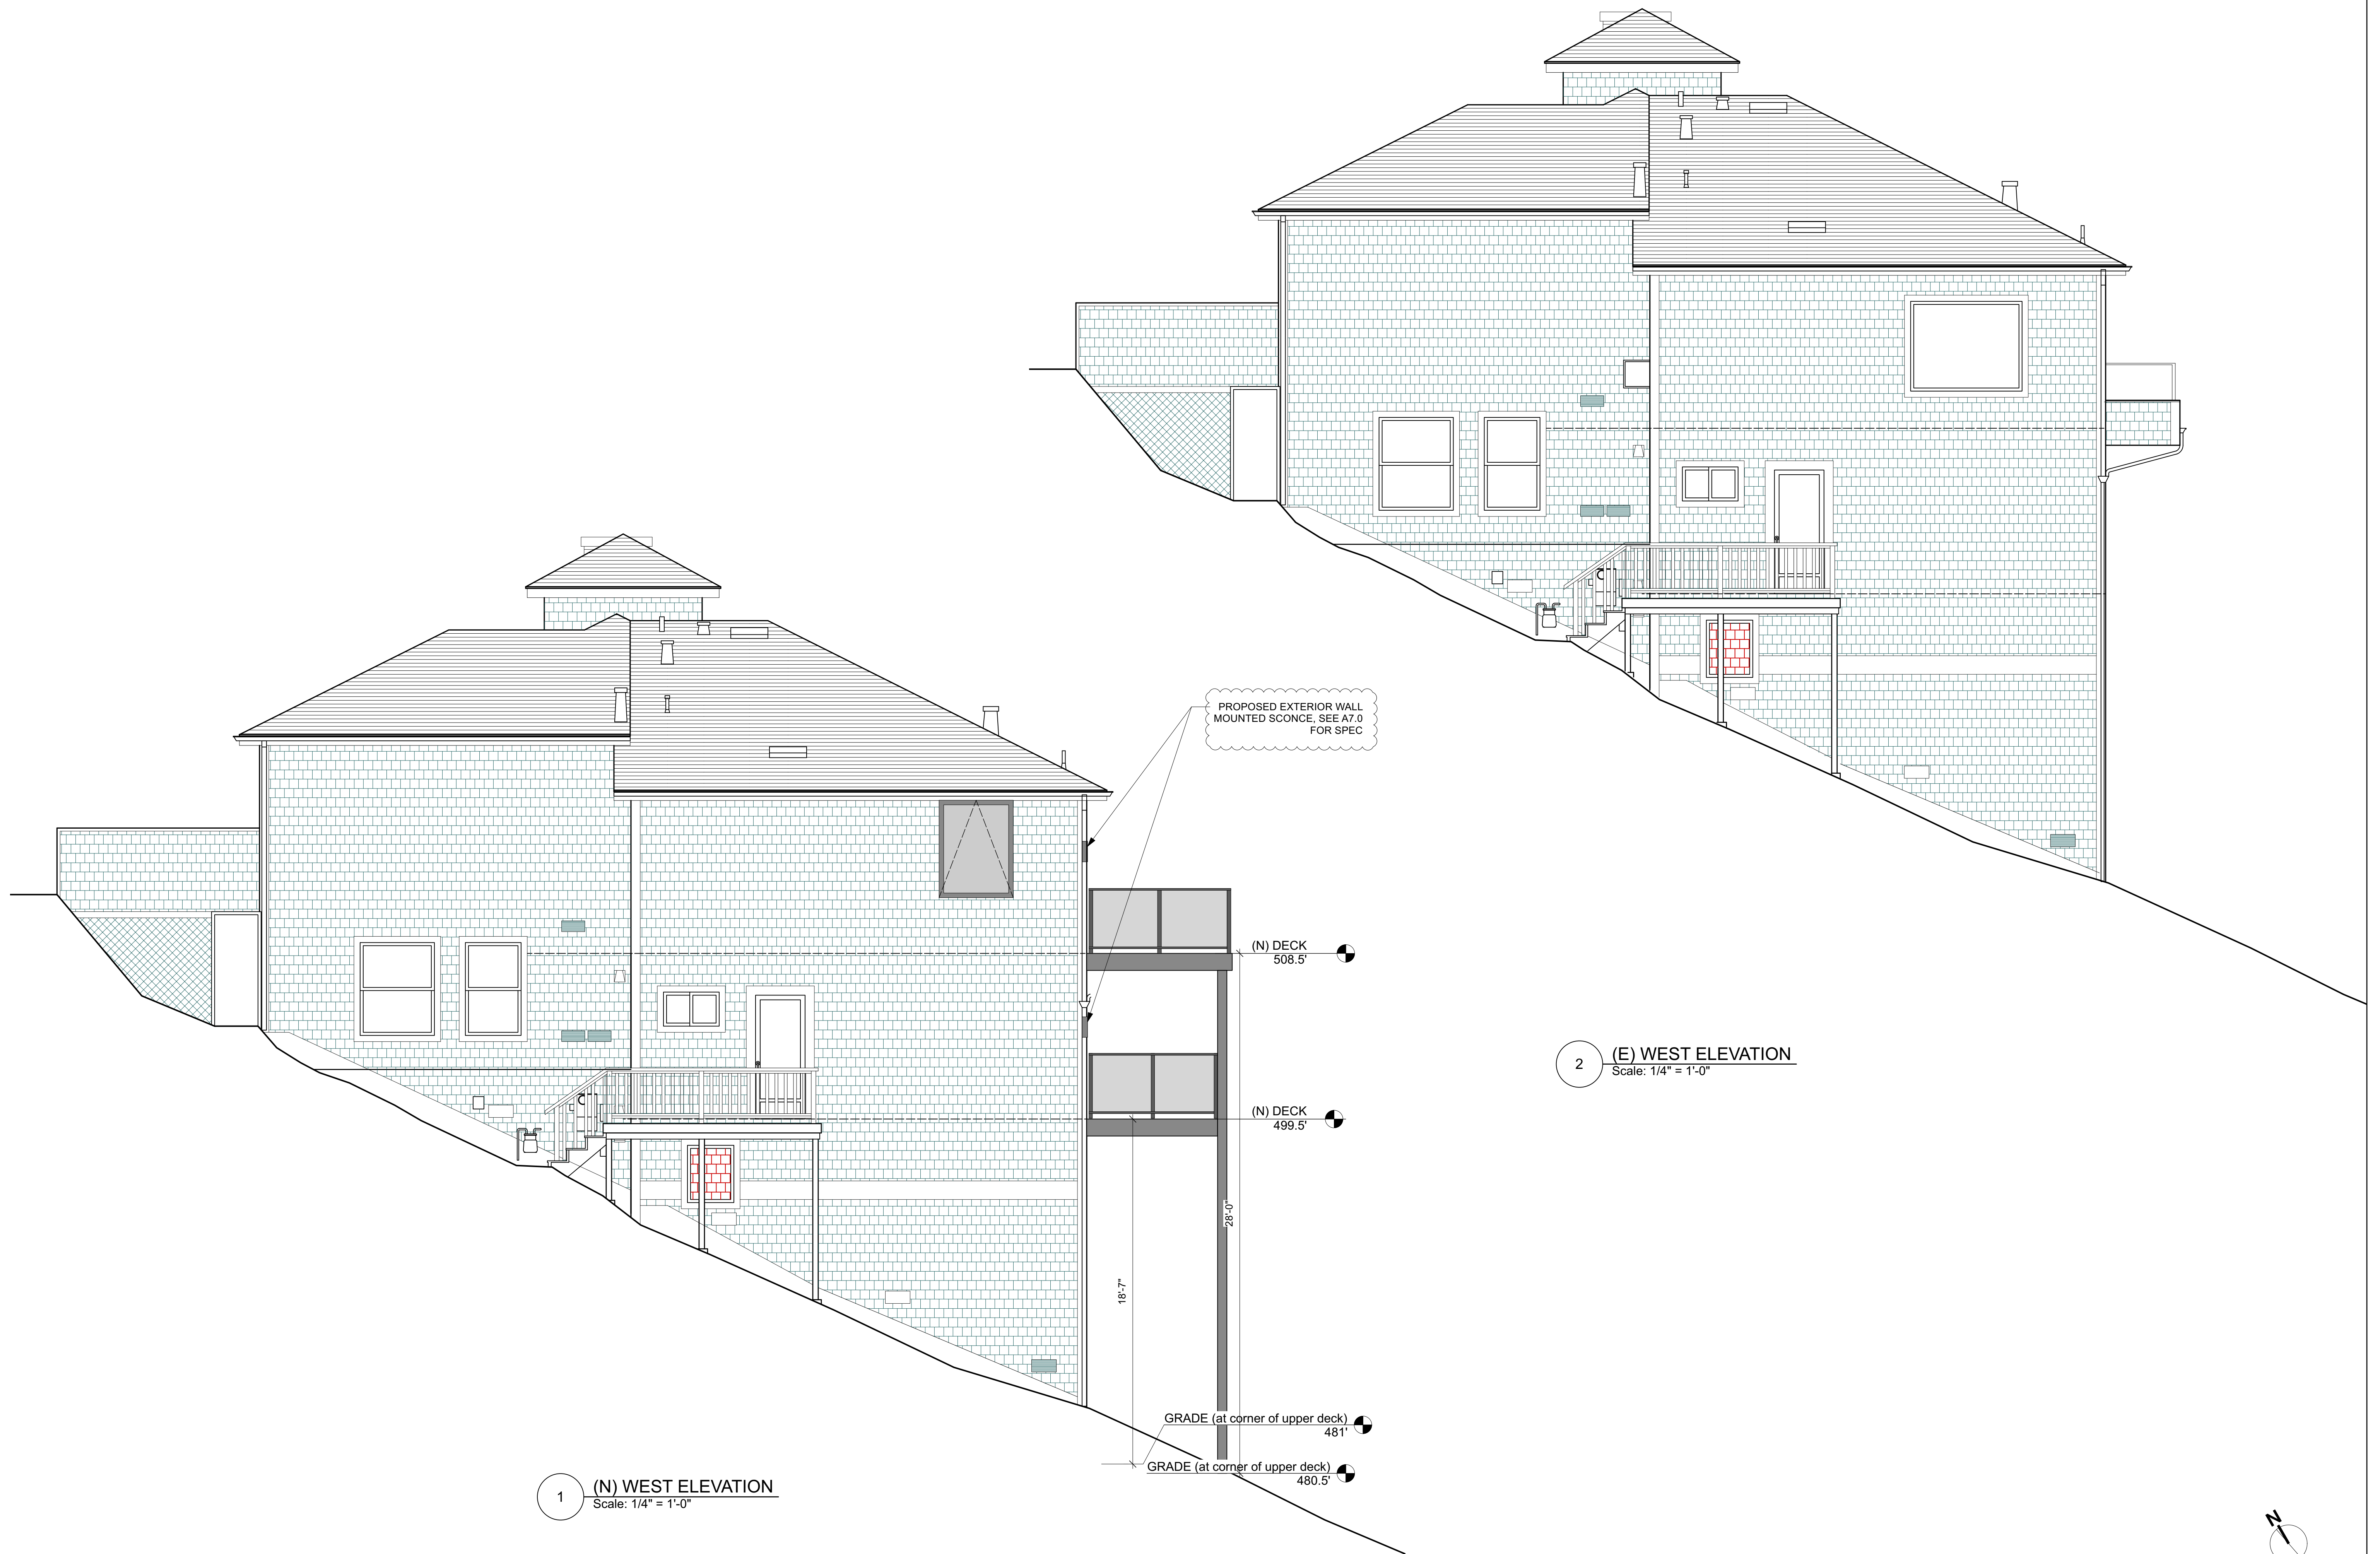 PROPOSED EXTERIOR WALL
MOUNTED SCONCE, SEE A7.0
FOR SPEC
(N) DECK
508.5'
(N) DECK
499.5'
28'-0"
18'-7"
GRADE (at corner of upper deck)
481'
GRADE (at corner of upper deck)
480.5'
1
(N) WEST ELEVATION
Scale: 1/4" = 1'-0"
2
(E) WEST ELEVATION
Scale: 1/4" = 1'-0"
N